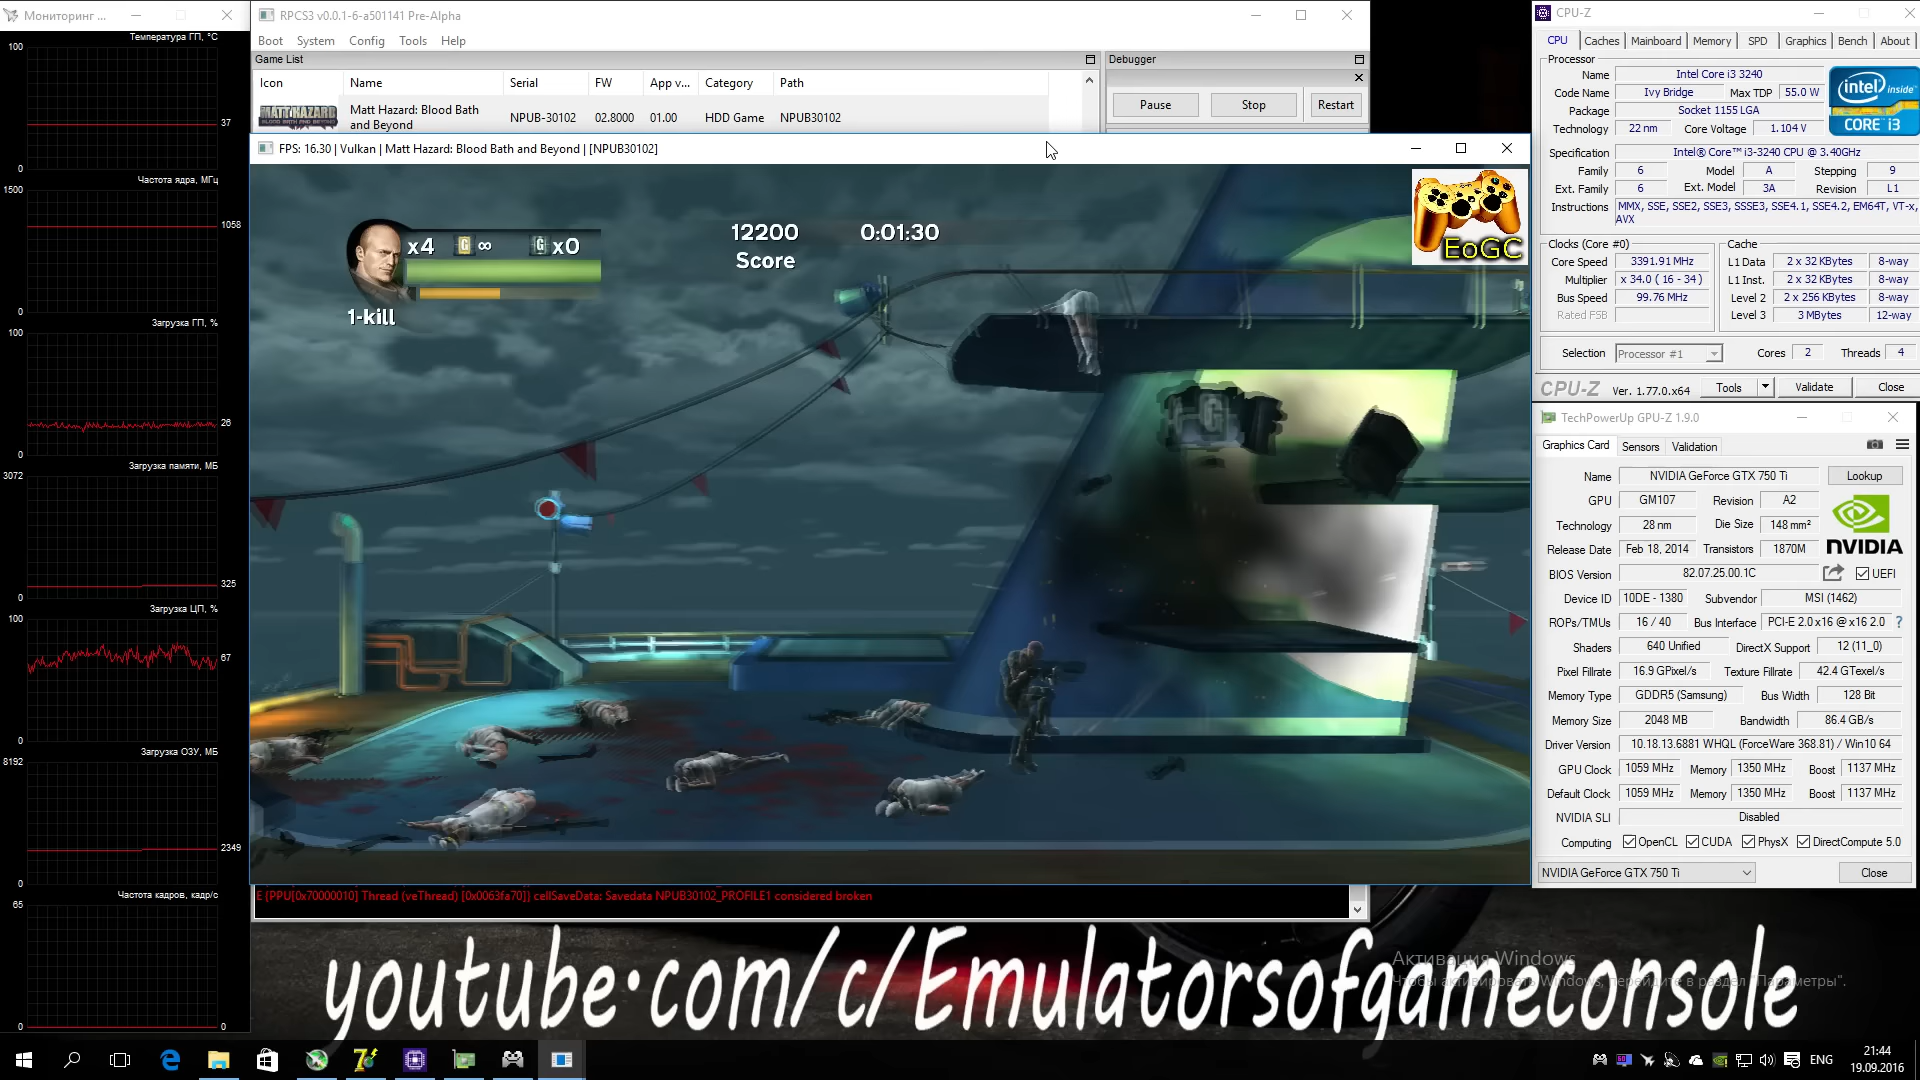 Мониторинг ...
Температура ГП, °C
100
37
0
Частота ядра, МГц
1500
1058
0
Загрузка ГП, %
100
26
0
Загрузка памяти, МБ
3072
325
0
Загрузка ЦП, %
100
67
0
Загрузка ОЗУ, МБ
8192
2349
0
Частота кадров, кадр/с
65
0
0
RPCS3 v0.0.1-6-a501141 Pre-Alpha
Boot System Config Tools Help
Game List
Icon Name Serial FW App v... Category Path
MATT HAZARD
Matt Hazard: Blood Bath and Beyond NPUB-30102 02.8000 01.00 HDD Game NPUB30102
Debugger
Pause Stop Restart
FPS: 16.30 | Vulkan | Matt Hazard: Blood Bath and Beyond | [NPUB30102]
x4 G ∞ G x0
12200 0:01:30
Score
1-kill
EoGC
E {PPU[0x70000010] Thread (veThread) [0x0063fa70]} cellSaveData: Savedata NPUB30102_PROFILE1 considered broken
CPU-Z
CPU Caches Mainboard Memory SPD Graphics Bench About
Processor
Name Intel Core i3 3240
Code Name Ivy Bridge Max TDP 55.0 W
Package Socket 1155 LGA
Technology 22 nm Core Voltage 1.104 V
intel inside™
CORE i3
Specification Intel® Core™ i3-3240 CPU @ 3.40GHz
Family 6 Model A Stepping 9
Ext. Family 6 Ext. Model 3A Revision L1
Instructions MMX, SSE, SSE2, SSE3, SSSE3, SSE4.1, SSE4.2, EM64T, VT-x,
AVX
Clocks (Core #0) Cache
Core Speed 3391.91 MHz L1 Data 2 x 32 KBytes 8-way
Multiplier x 34.0 ( 16 - 34 ) L1 Inst. 2 x 32 KBytes 8-way
Bus Speed 99.76 MHz Level 2 2 x 256 KBytes 8-way
Rated FSB Level 3 3 MBytes 12-way
Selection Processor #1 Cores 2 Threads 4
CPU-Z Ver. 1.77.0.x64 Tools Validate Close
TechPowerUp GPU-Z 1.9.0
Graphics Card Sensors Validation
Name NVIDIA GeForce GTX 750 Ti Lookup
GPU GM107 Revision A2
Technology 28 nm Die Size 148 mm²
Release Date Feb 18, 2014 Transistors 1870M
NVIDIA
BIOS Version 82.07.25.00.1C UEFI
Device ID 10DE - 1380 Subvendor MSI (1462)
ROPs/TMUs 16 / 40 Bus Interface PCI-E 2.0 x16 @ x16 2.0 ?
Shaders 640 Unified DirectX Support 12 (11_0)
Pixel Fillrate 16.9 GPixel/s Texture Fillrate 42.4 GTexel/s
Memory Type GDDR5 (Samsung) Bus Width 128 Bit
Memory Size 2048 MB Bandwidth 86.4 GB/s
Driver Version 10.18.13.6881 WHQL (ForceWare 368.81) / Win10 64
GPU Clock 1059 MHz Memory 1350 MHz Boost 1137 MHz
Default Clock 1059 MHz Memory 1350 MHz Boost 1137 MHz
NVIDIA SLI Disabled
Computing OpenCL CUDA PhysX DirectCompute 5.0
NVIDIA GeForce GTX 750 Ti Close
youtube.com/c/Emulatorsofgameconsole
Активация Windows
Чтобы активировать Windows, перейдите в раздел "Параметры".
ENG
21:44
19.09.2016